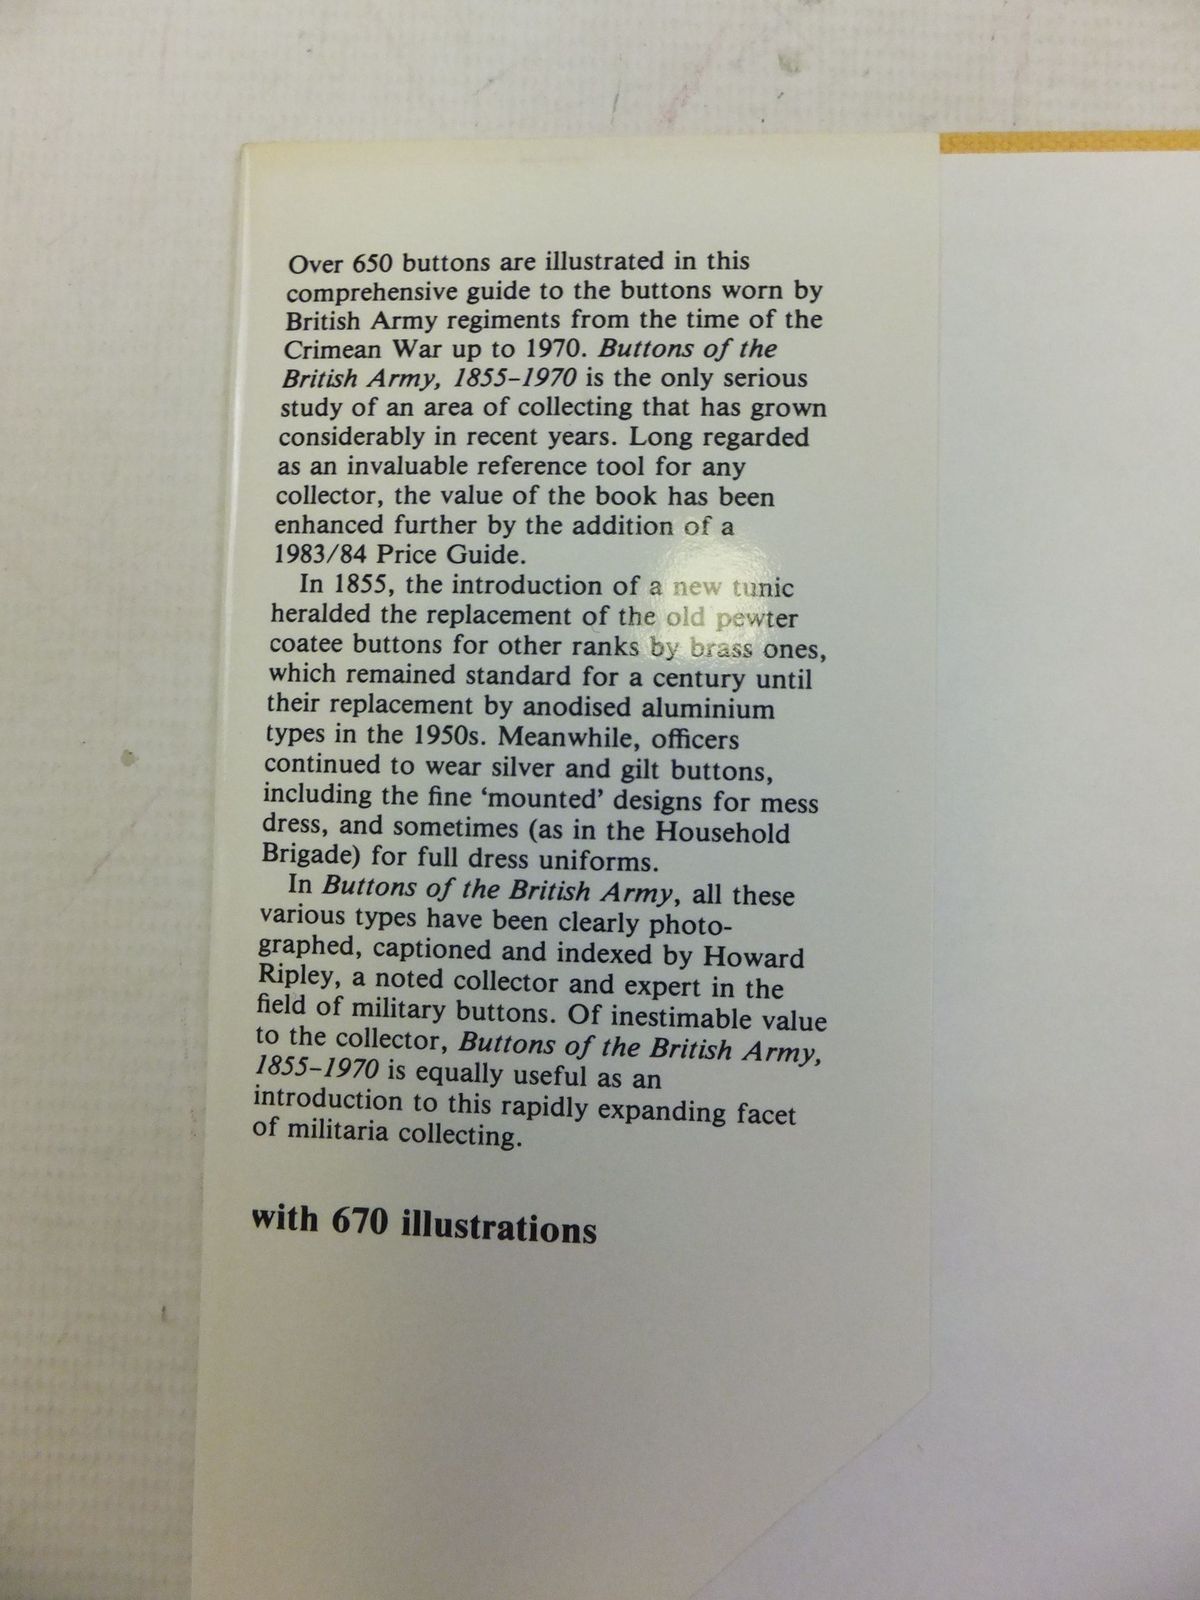 Over 650 buttons are illustrated in this
comprehensive guide to the buttons worn by
British Army regiments from the time of the
Crimean War up to 1970. Buttons of the
British Army, 1855–1970 is the only serious
study of an area of collecting that has grown
considerably in recent years. Long regarded
as an invaluable reference tool for any
collector, the value of the book has been
enhanced further by the addition of a
1983/84 Price Guide.
In 1855, the introduction of a new tunic
heralded the replacement of the old pewter
coatee buttons for other ranks by brass ones,
which remained standard for a century until
their replacement by anodised aluminium
types in the 1950s. Meanwhile, officers
continued to wear silver and gilt buttons,
including the fine ‘mounted’ designs for mess
dress, and sometimes (as in the Household
Brigade) for full dress uniforms.
In Buttons of the British Army, all these
various types have been clearly photo-
graphed, captioned and indexed by Howard
Ripley, a noted collector and expert in the
field of military buttons. Of inestimable value
to the collector, Buttons of the British Army,
1855–1970 is equally useful as an
introduction to this rapidly expanding facet
of militaria collecting.
with 670 illustrations